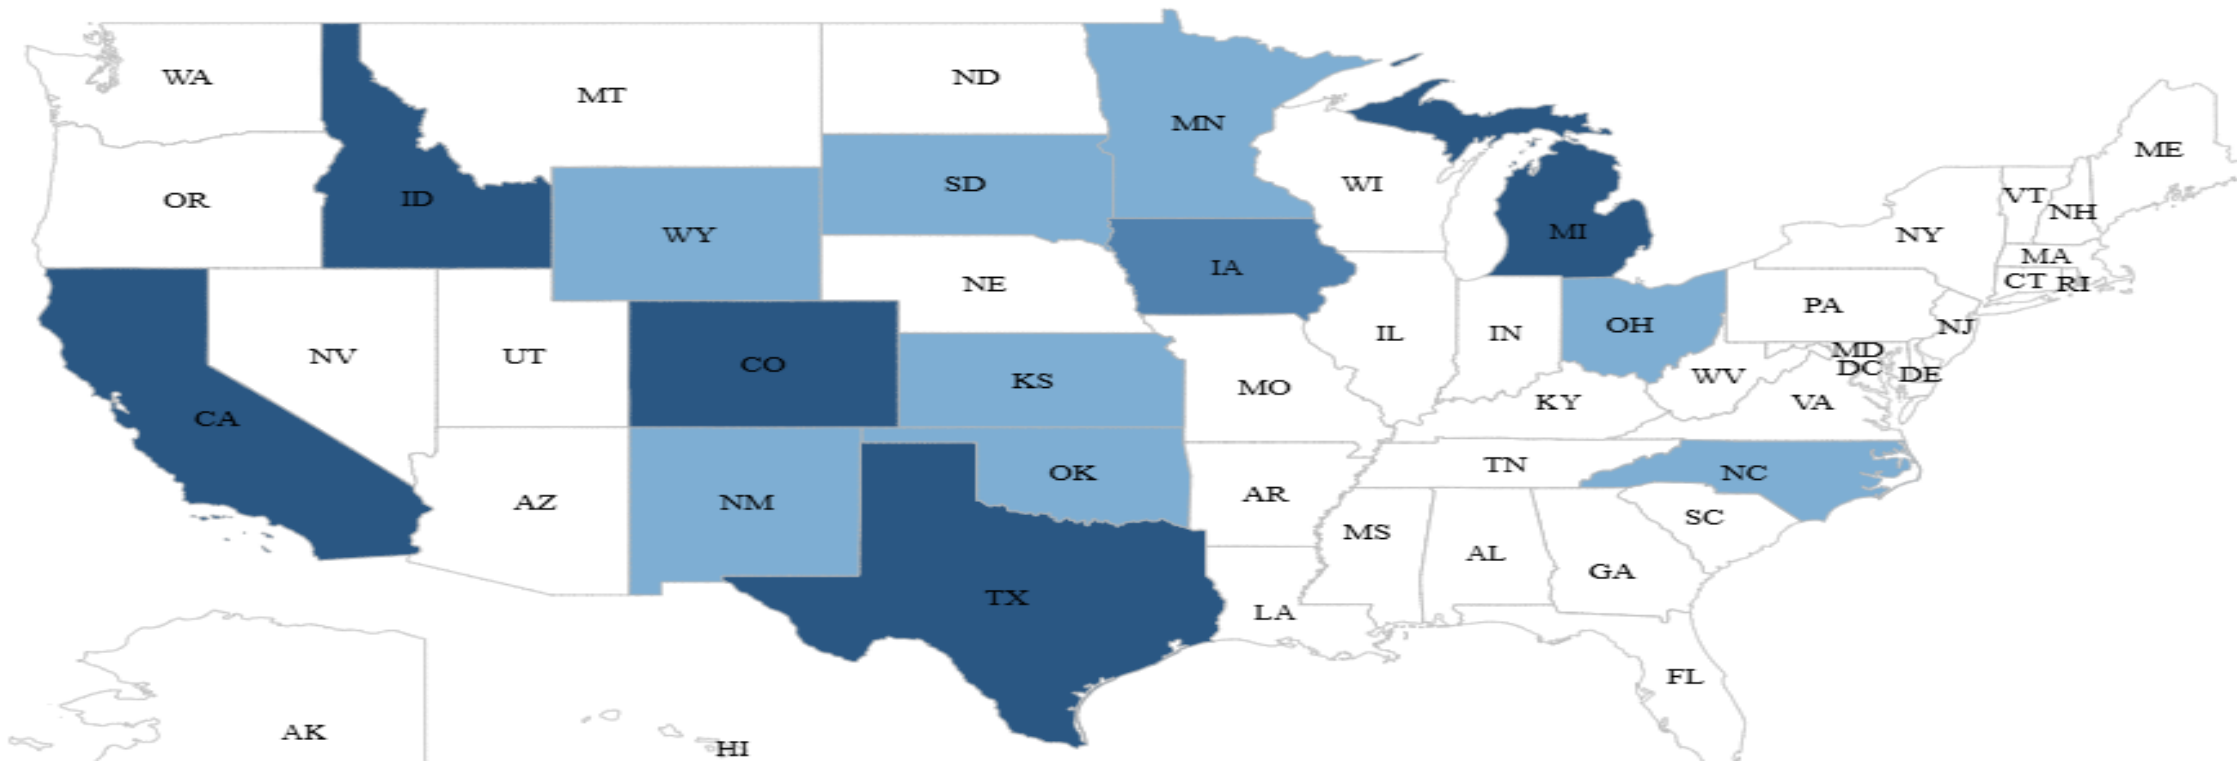 WA
MT
ND
MN
ME
OR
ID
SD
WI
VT
NH
WY
MI
NY
MA
IA
NE
CT
RI
PA
NV
UT
CO
KS
IL
IN
OH
NJ
MD
DC
DE
WV
MO
VA
KY
CA
OK
TN
NC
AZ
NM
AR
SC
MS
AL
GA
TX
LA
FL
AK
HI